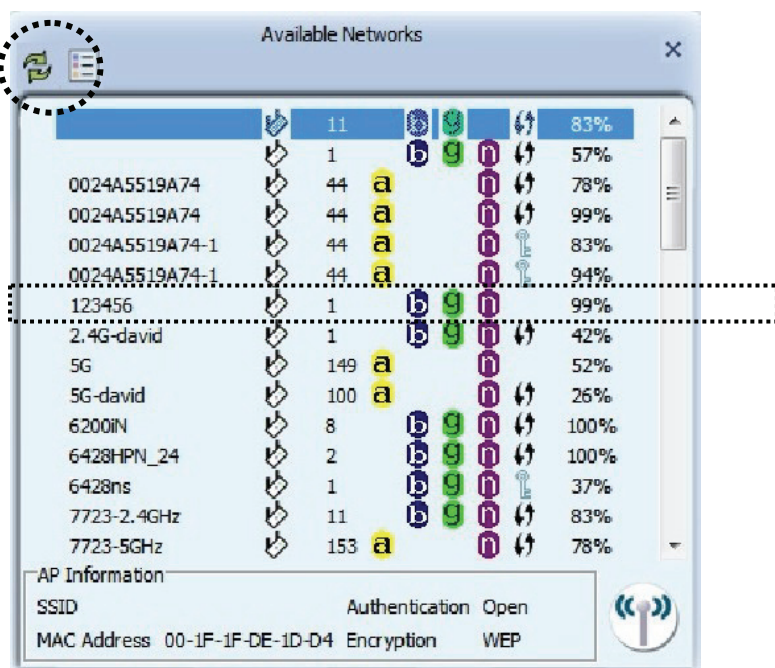 Available Networks
11 b g 83%
1 b g n 57%
0024A5519A74 44 a n 78%
0024A5519A74 44 a n 99%
0024A5519A74-1 44 a n 83%
0024A5519A74-1 44 a n 94%
123456 1 b g n 99%
2.4G-david 1 b g n 42%
5G 149 a n 52%
5G-david 100 a n 26%
6200iN 8 b g n 100%
6428HPN_24 2 b g n 100%
6428ns 1 b g n 37%
7723-2.4GHz 11 b g n 83%
7723-5GHz 153 a n 78%
AP Information
SSID Authentication Open
MAC Address 00-1F-1F-DE-1D-D4 Encryption WEP